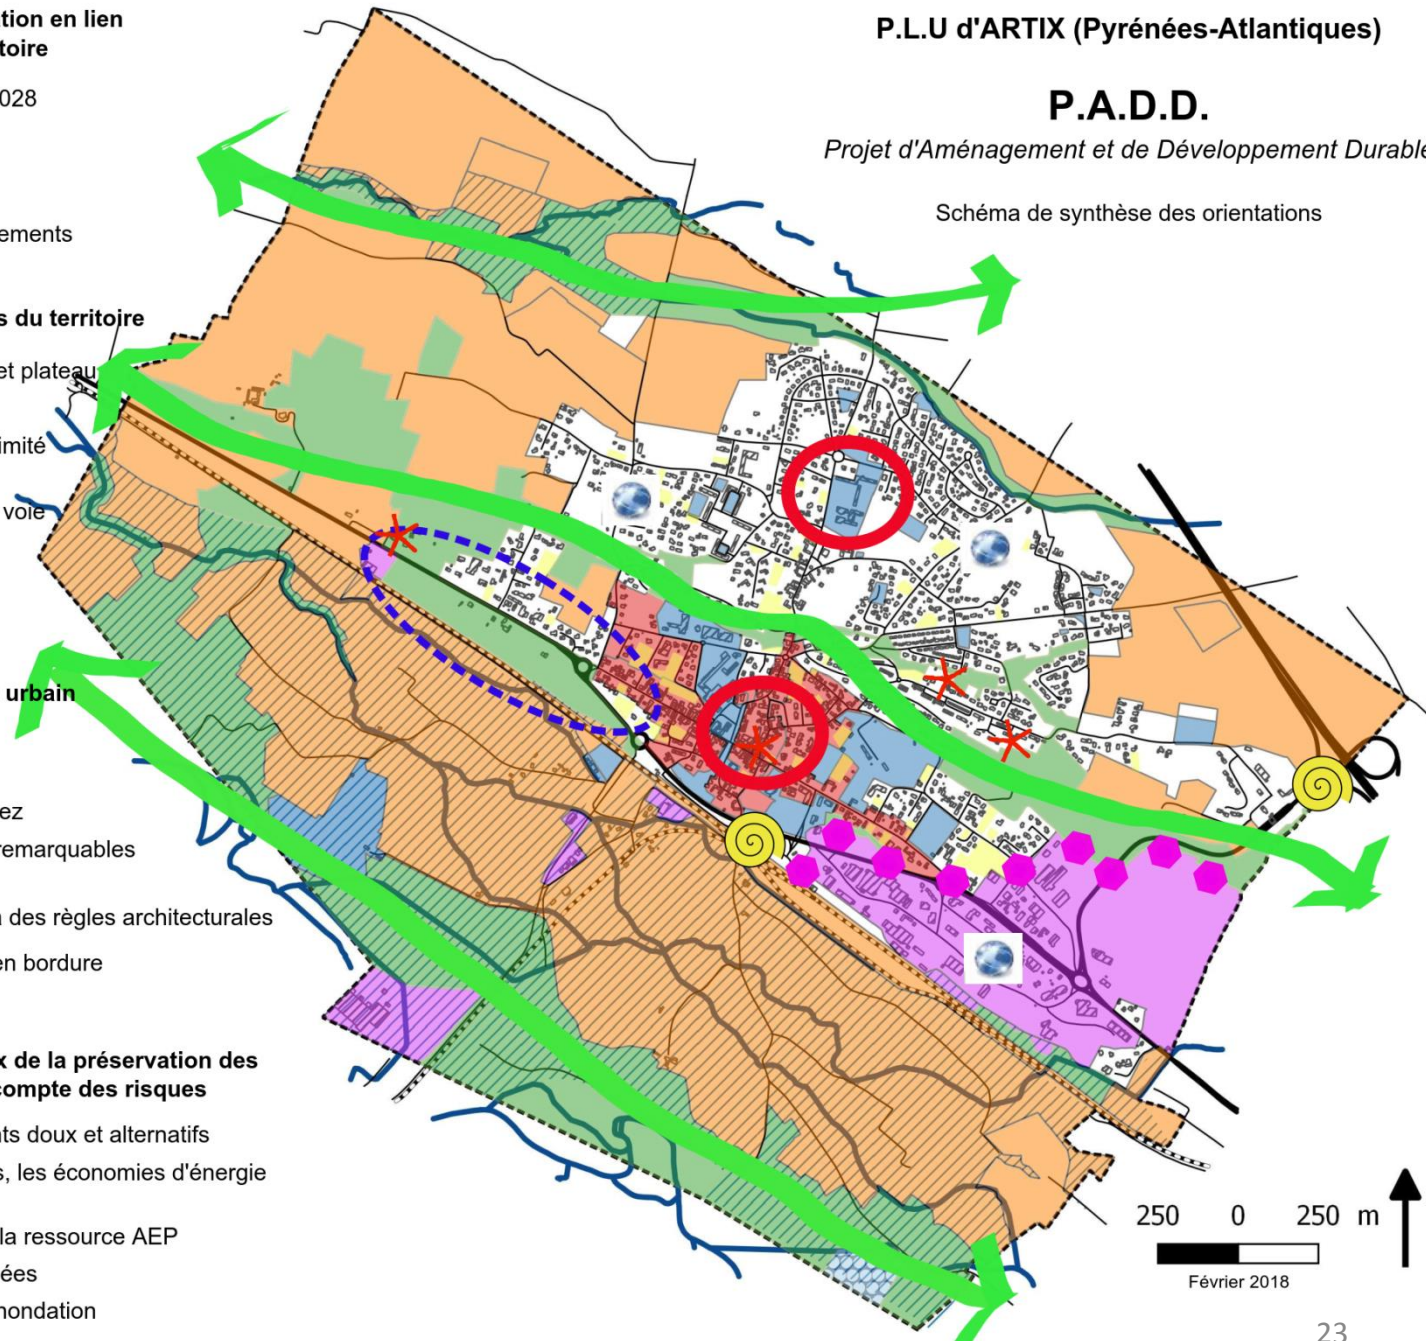 P.L.U d'ARTIX (Pyrénées-Atlantiques)
P.A.D.D.
Projet d'Aménagement et de Développement Durable
Schéma de synthèse des orientations
tion en lien
toire
028
ements
s du territoire
et plateau
imité
voie
urbain
ez
remarquables
des règles architecturales
en bordure
x de la préservation des
compte des risques
ts doux et alternatifs
s, les économies d'énergie
la ressource AEP
ées
nondation
250 0 250 m
Février 2018
23